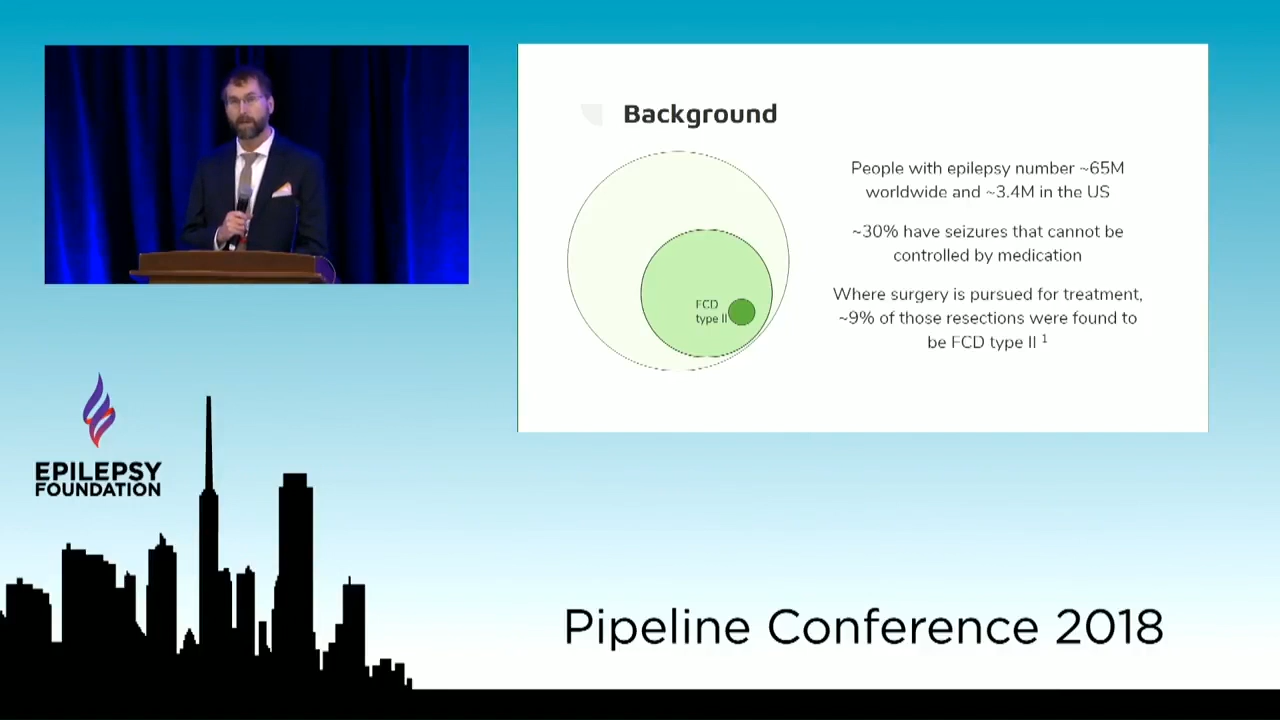 Background
FCD
type II
People with epilepsy number ~65M
worldwide and ~3.4M in the US
~30% have seizures that cannot be
controlled by medication
Where surgery is pursued for treatment,
~9% of those resections were found to
be FCD type II 1
EPILEPSY
FOUNDATION
Pipeline Conference 2018